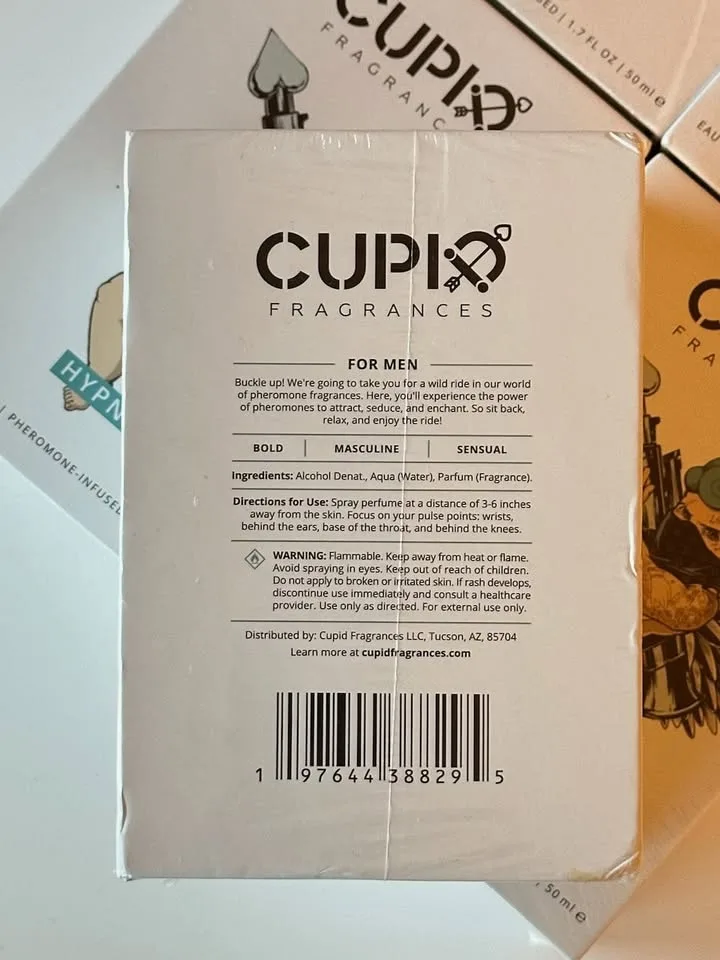 CUPID
FRAGRANC
ED | 1.7 FL OZ | 50 ml e
EAU
CUPID
FRAGRANCES
FOR MEN
Buckle up! We're going to take you for a wild ride in our world
of pheromone fragrances. Here, you'll experience the power
of pheromones to attract, seduce, and enchant. So sit back,
relax, and enjoy the ride!
BOLD | MASCULINE | SENSUAL
Ingredients: Alcohol Denat., Aqua (Water), Parfum (Fragrance).
Directions for Use: Spray perfume at a distance of 3-6 inches
away from the skin. Focus on your pulse points: wrists,
behind the ears, base of the throat, and behind the knees.
WARNING: Flammable. Keep away from heat or flame.
Avoid spraying in eyes. Keep out of reach of children.
Do not apply to broken or irritated skin. If rash develops,
discontinue use immediately and consult a healthcare
provider. Use only as directed. For external use only.
Distributed by: Cupid Fragrances LLC, Tucson, AZ, 85704
Learn more at cupidfragrances.com
1 97644 38829 5
HYPN
| PHEROMONE-INFUSED
C
FRA
50 ml e